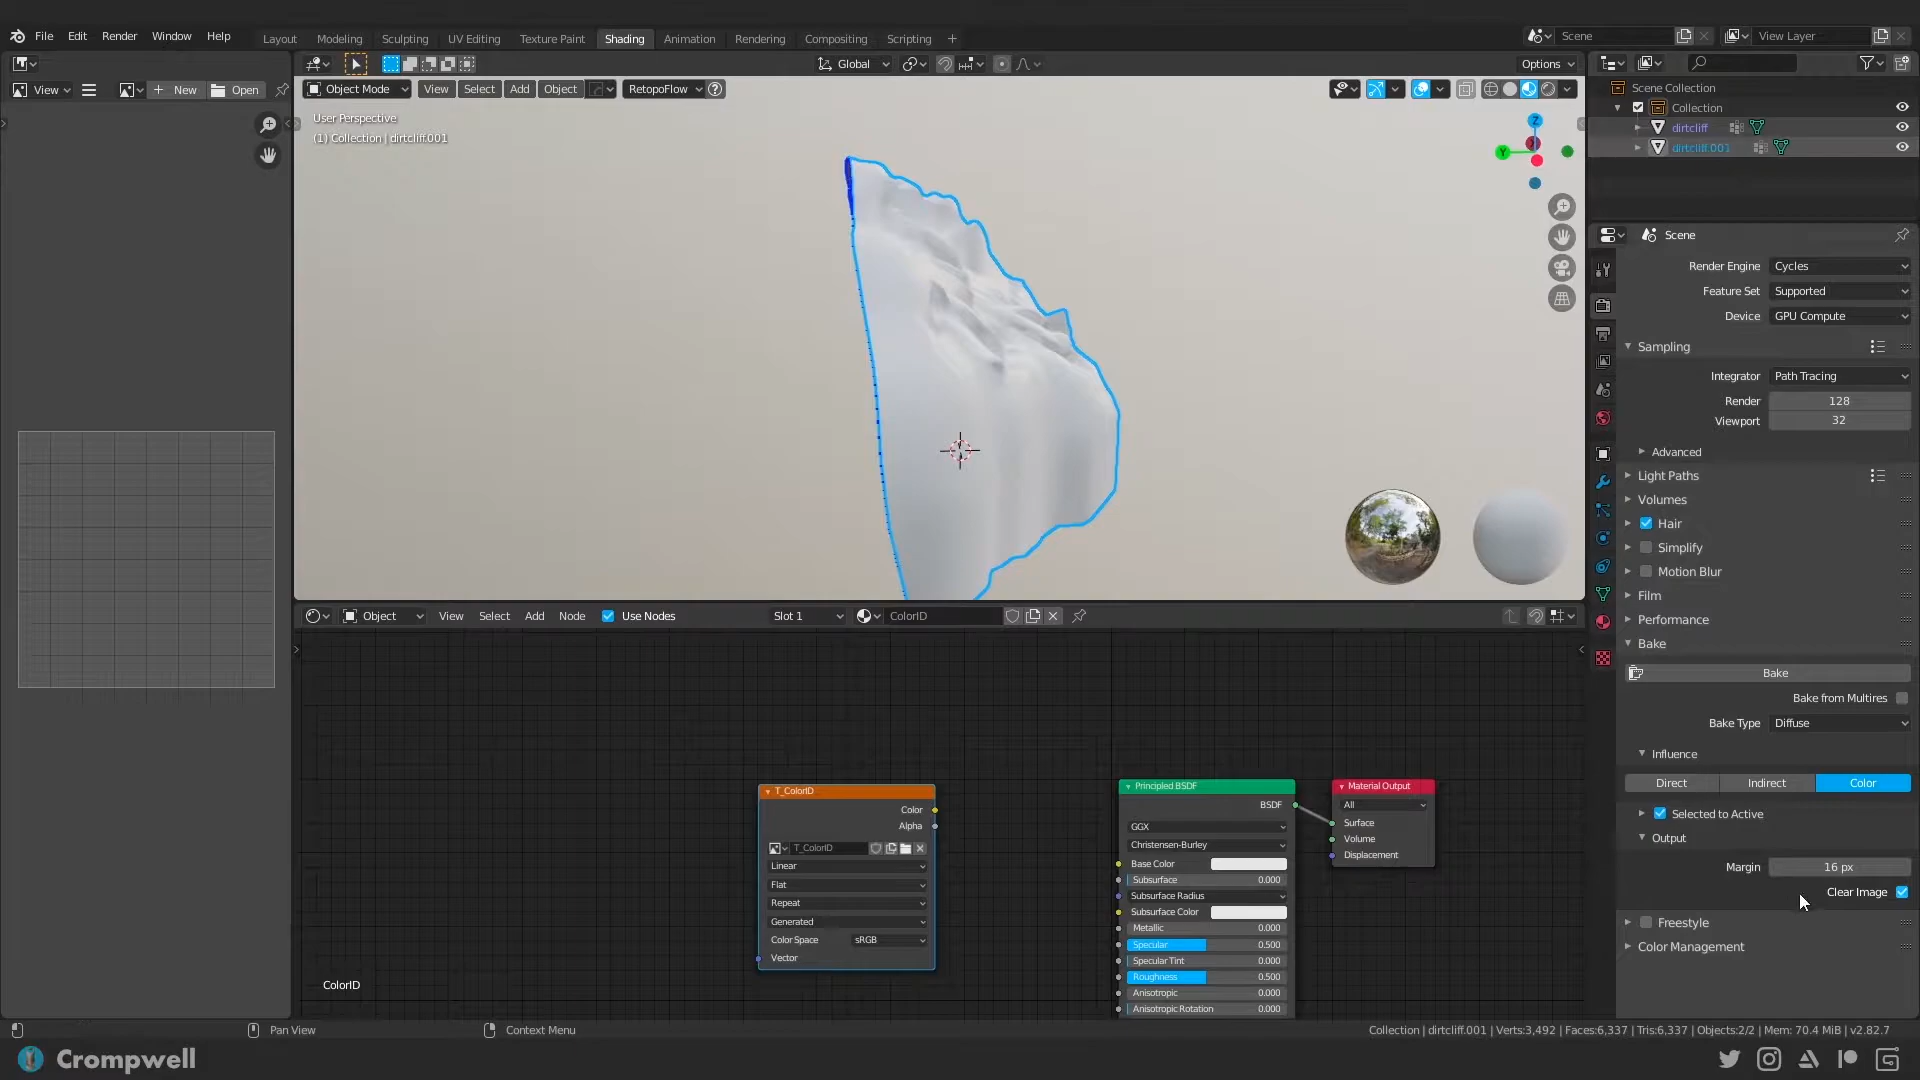 File Edit Render Window Help
Layout Modeling Sculpting UV Editing Texture Paint Shading Animation Rendering Compositing Scripting +
Scene
View Layer
Global
Options
View
New
Open
Object Mode View Select Add Object
RetopoFlow
User Perspective
(1) Collection | dirtcliff.001
Z
X
Y
Scene Collection
Collection
dirtcliff
dirtcliff.001
Scene
Render Engine Cycles
Feature Set Supported
Device GPU Compute
Sampling
Integrator Path Tracing
Render 128
Viewport 32
Advanced
Light Paths
Volumes
Hair
Simplify
Motion Blur
Film
Performance
Bake
Bake
Bake from Multires
Bake Type Diffuse
Influence
Direct Indirect Color
Selected to Active
Output
Margin 16 px
Clear Image
Freestyle
Color Management
Object View Select Add Node Use Nodes Slot 1 ColorID
T_ColorID
Color
Alpha
T_ColorID
Linear
Flat
Repeat
Generated
Color Space sRGB
Vector
Principled BSDF
BSDF
GGX
Christensen-Burley
Base Color
Subsurface 0.000
Subsurface Radius
Subsurface Color
Metallic 0.000
Specular 0.500
Specular Tint 0.000
Roughness 0.500
Anisotropic 0.000
Anisotropic Rotation 0.000
Material Output
All
Surface
Volume
Displacement
ColorID
Pan View
Context Menu
Collection | dirtcliff.001 | Verts:3,492 | Faces:6,337 | Tris:6,337 | Objects:2/2 | Mem: 70.4 MiB | v2.82.7
Crompwell